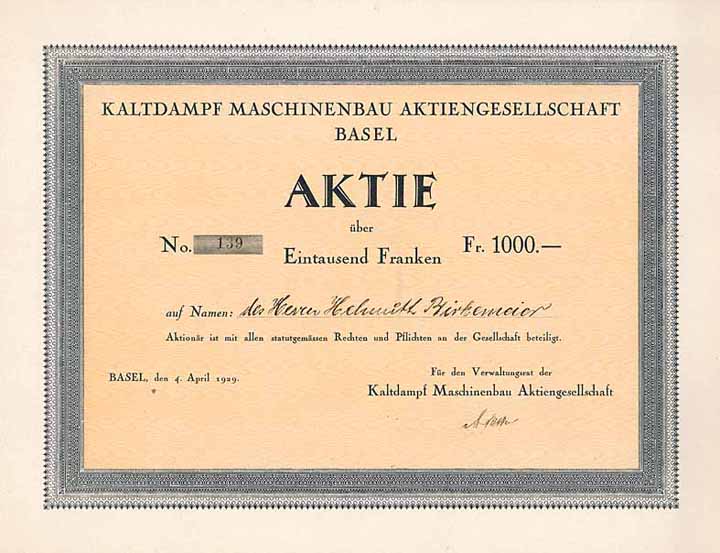 KALTDAMPF MASCHINENBAU AKTIENGESELLSCHAFT
BASEL
AKTIE
über
No. 139 Eintausend Franken Fr. 1000.—
auf Namen: des Herrn Helmuth Birkemeier
Aktionär ist mit allen statutgemässen Rechten und Pflichten an der Gesellschaft beteiligt.
BASEL, den 4. April 1929.
Für den Verwaltungsrat der
Kaltdampf Maschinenbau Aktiengesellschaft